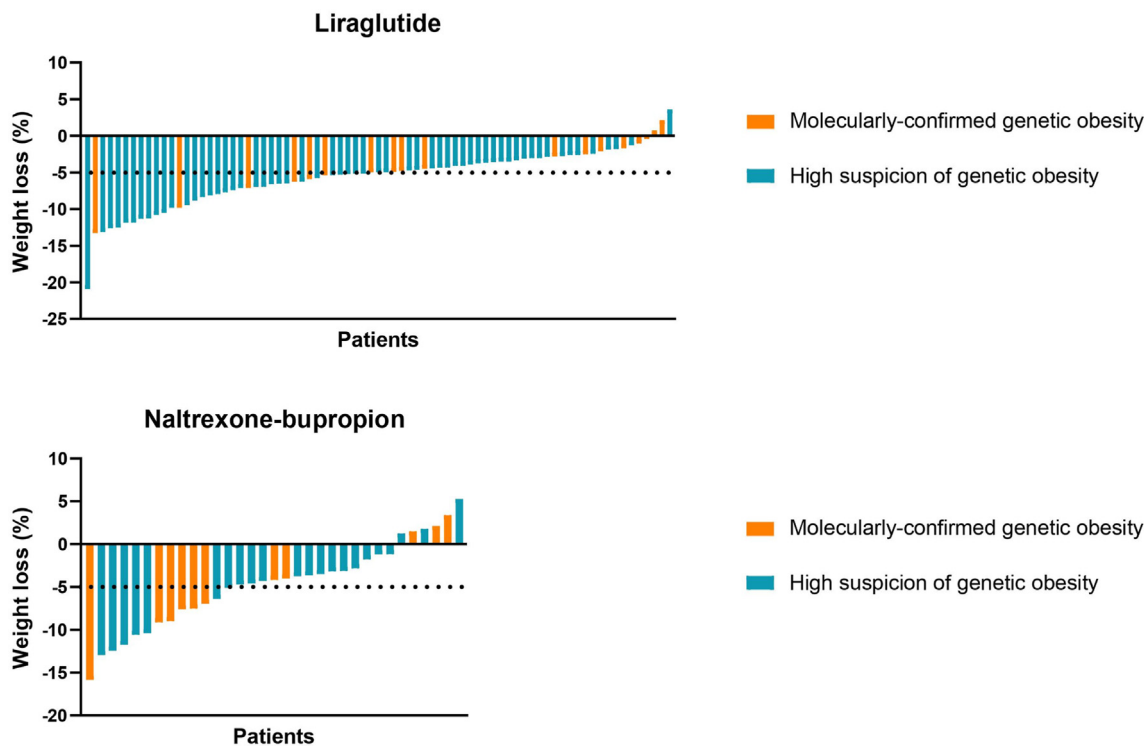 Liraglutide
Weight loss (%)
10
5
0
-5
-10
-15
-20
-25
Patients
Molecularly-confirmed genetic obesity
High suspicion of genetic obesity
Naltrexone-bupropion
Weight loss (%)
10
5
0
-5
-10
-15
-20
Patients
Molecularly-confirmed genetic obesity
High suspicion of genetic obesity